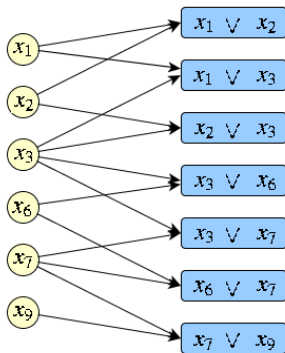 x₁
x₂
x₃
x₆
x₇
x₉
x₁ ∨ x₂
x₁ ∨ x₃
x₂ ∨ x₃
x₃ ∨ x₆
x₃ ∨ x₇
x₆ ∨ x₇
x₇ ∨ x₉